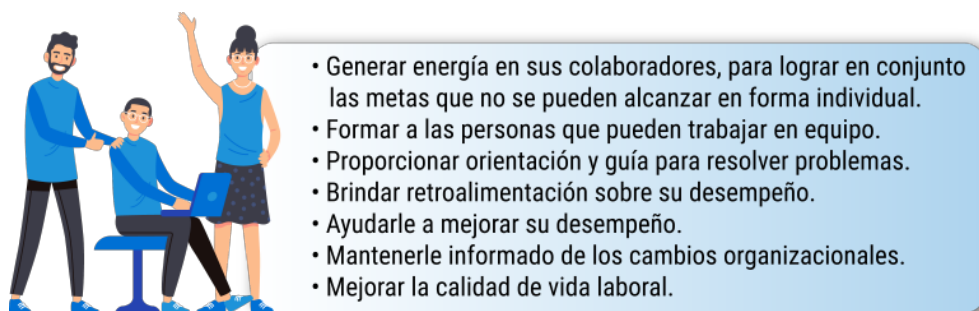 • Generar energía en sus colaboradores, para lograr en conjunto
las metas que no se pueden alcanzar en forma individual.
• Formar a las personas que pueden trabajar en equipo.
• Proporcionar orientación y guía para resolver problemas.
• Brindar retroalimentación sobre su desempeño.
• Ayudarle a mejorar su desempeño.
• Mantenerle informado de los cambios organizacionales.
• Mejorar la calidad de vida laboral.